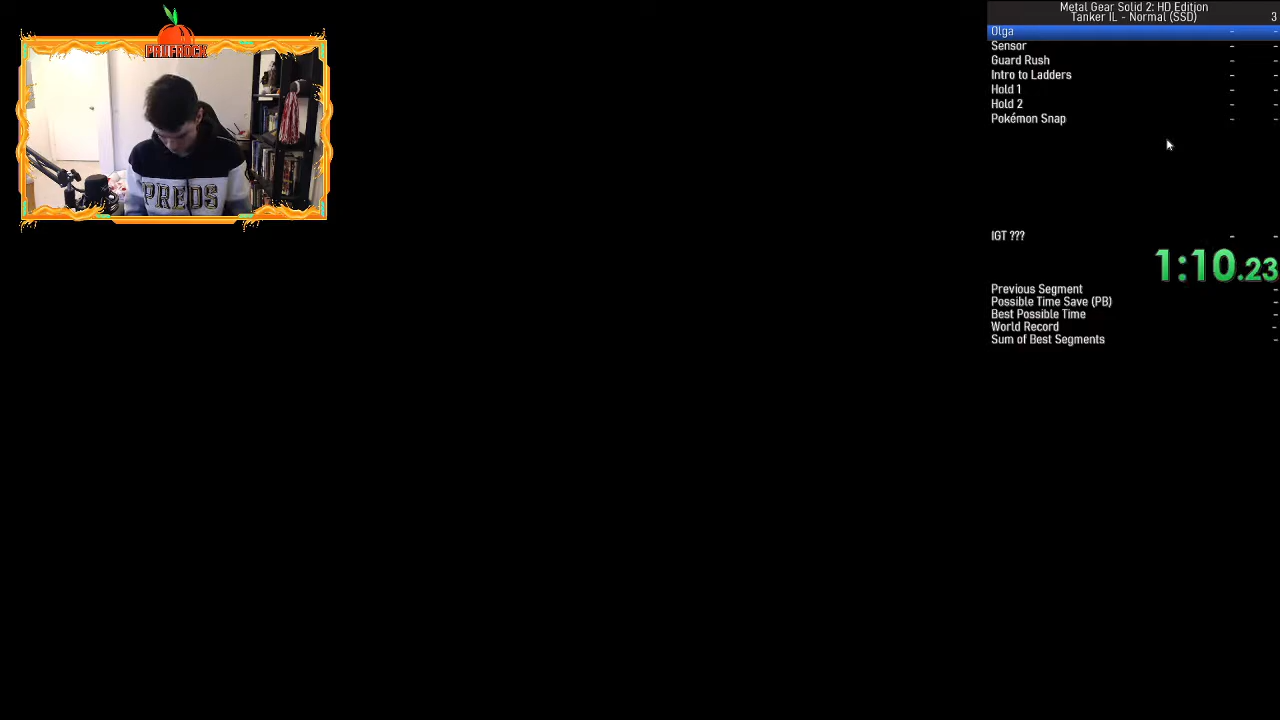 PRUFROCK
PREDS
Metal Gear Solid 2: HD Edition
Tanker IL - Normal (SSD) 3
Olga - -
Sensor - -
Guard Rush - -
Intro to Ladders - -
Hold 1 - -
Hold 2 - -
Pokémon Snap - -
IGT ??? - -
1:10.23
Previous Segment -
Possible Time Save (PB) -
Best Possible Time -
World Record -
Sum of Best Segments -